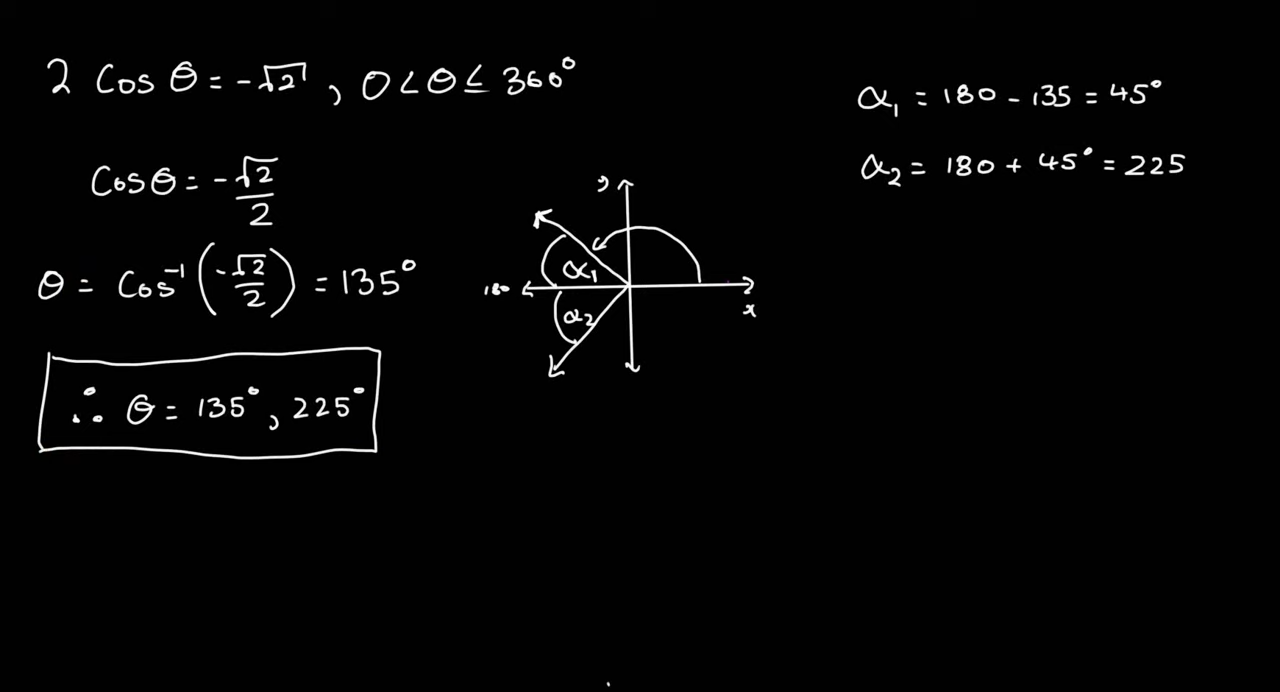 2 Cos θ = -√2 , 0 < θ ≤ 360°
Cos θ = -√2/2
θ = Cos⁻¹ (-√2/2) = 135°
∴ θ = 135° , 225°
y
α₁
180
α₂
x
α₁ = 180 - 135 = 45°
α₂ = 180 + 45° = 225